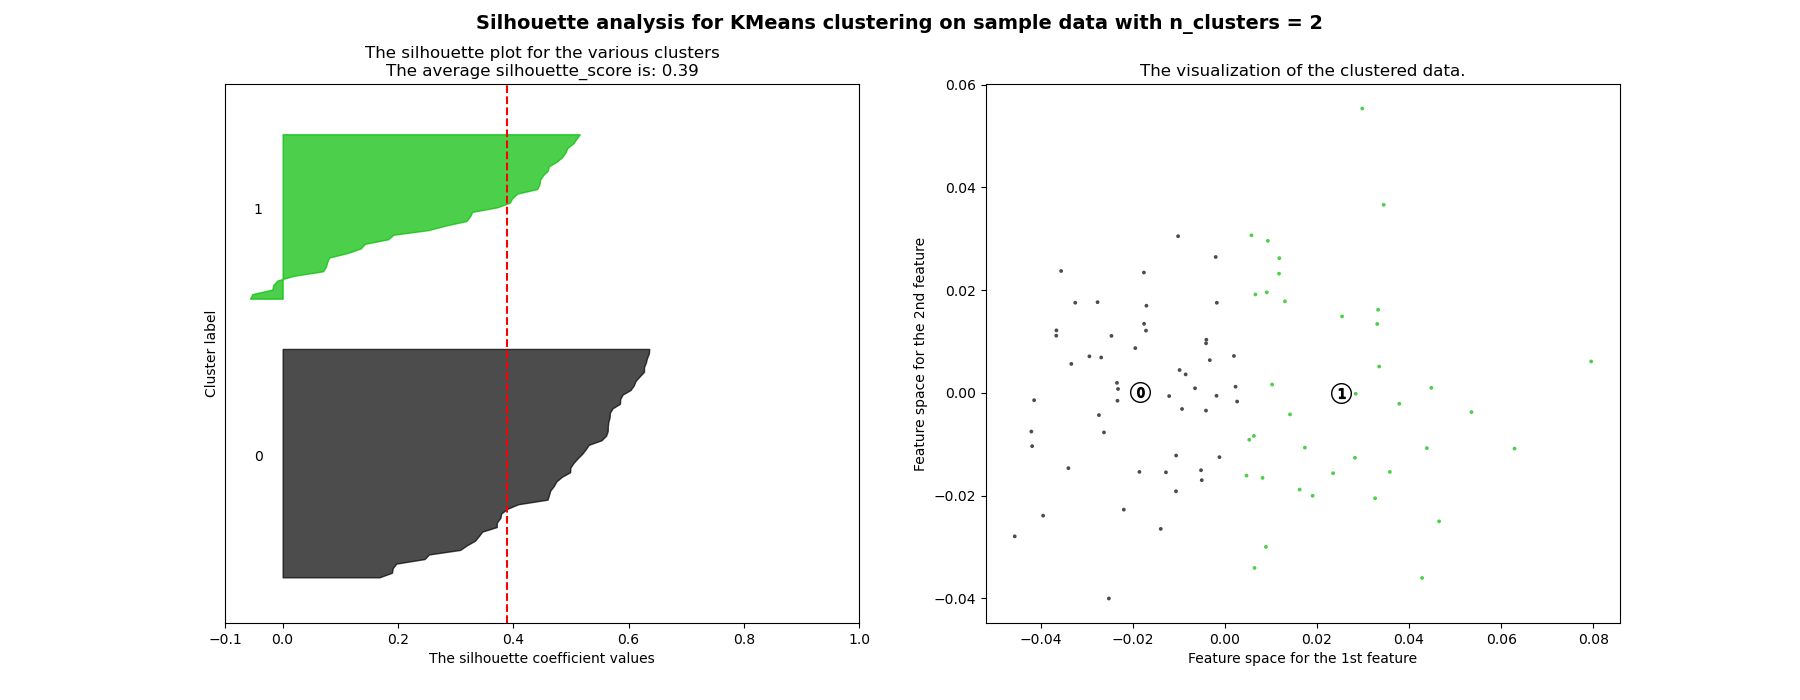 Silhouette analysis for KMeans clustering on sample data with n_clusters = 2
The silhouette plot for the various clusters
The average silhouette_score is: 0.39
1
0
Cluster label
−0.1 0.0 0.2 0.4 0.6 0.8 1.0
The silhouette coefficient values
The visualization of the clustered data.
0.06
0.04
0.02
0.00
−0.02
−0.04
Feature space for the 2nd feature
0 1
−0.04 −0.02 0.00 0.02 0.04 0.06 0.08
Feature space for the 1st feature